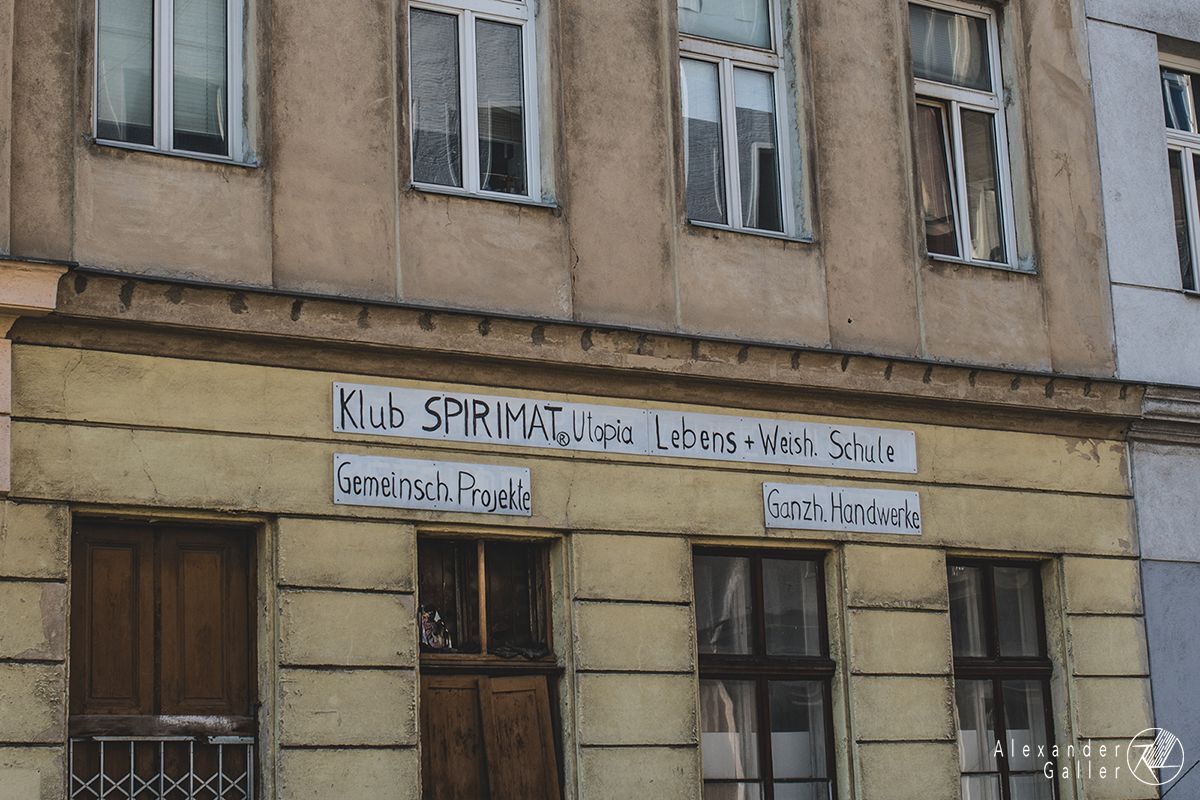 Klub SPIRIMAT® Utopia Lebens + Weish. Schule
Gemeinsch. Projekte
Ganzh. Handwerke
Alexander
Galler